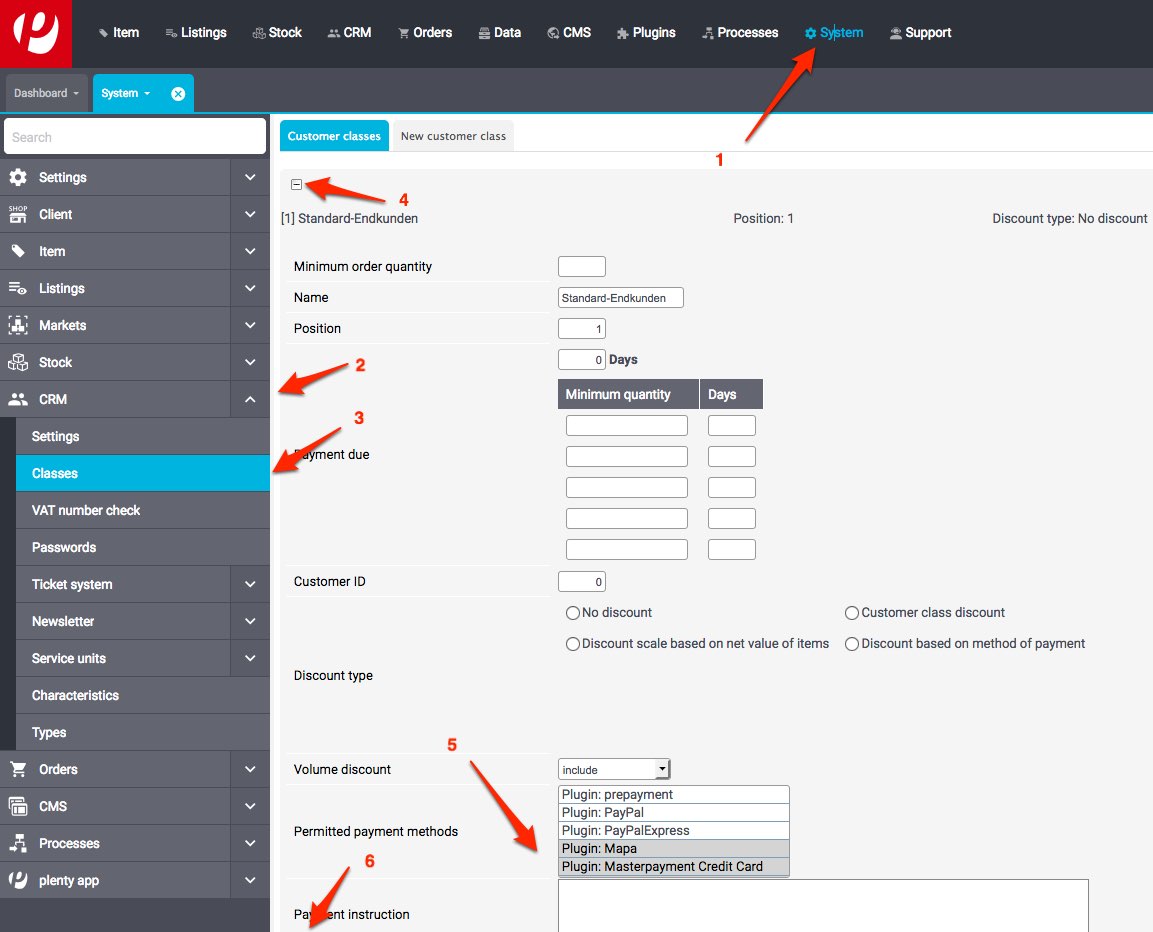 Item Listings Stock CRM Orders Data CMS Plugins Processes System Support
Dashboard System
1
Search
Customer classes New customer class
Settings
Client
Item
Listings
Markets
Stock
CRM
Settings
Classes
VAT number check
Passwords
Ticket system
Newsletter
Service units
Characteristics
Types
Orders
CMS
Processes
plenty app
4
[1] Standard-Endkunden Position: 1 Discount type: No discount
Minimum order quantity
Name Standard-Endkunden
Position 1
0 Days
2
3
Minimum quantity Days
Payment due
Customer ID 0
No discount Customer class discount
Discount scale based on net value of items Discount based on method of payment
Discount type
5
Volume discount include
Plugin: prepayment
Plugin: PayPal
Plugin: PayPalExpress
Permitted payment methods
Plugin: Mapa
Plugin: Masterpayment Credit Card
6
Payment instruction
SHOP